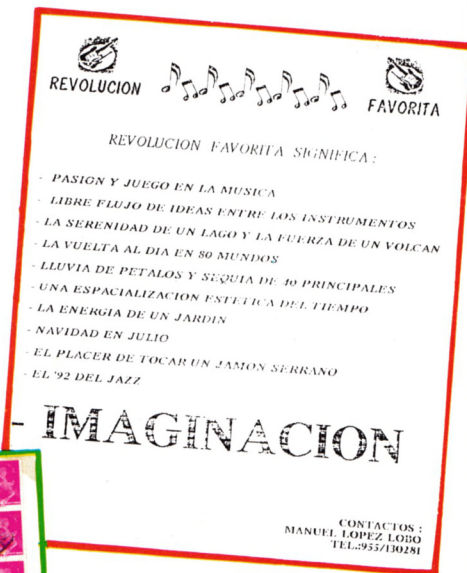 REVOLUCION
FAVORITA
REVOLUCION FAVORITA SIGNIFICA :
- PASION Y JUEGO EN LA MUSICA
- LIBRE FLUJO DE IDEAS ENTRE LOS INSTRUMENTOS
- LA SERENIDAD DE UN LAGO Y LA FUERZA DE UN VOLCAN
- LA VUELTA AL DIA EN 80 MUNDOS
- LLUVIA DE PETALOS Y SEQUIA DE 40 PRINCIPALES
- UNA ESPACIALIZACION ESTETICA DEL TIEMPO
- LA ENERGIA DE UN JARDIN
- NAVIDAD EN JULIO
- EL PLACER DE TOCAR UN JAMON SERRANO
- EL '92 DEL JAZZ
- IMAGINACION
CONTACTOS :
MANUEL LOPEZ LOBO
TEL.:955/130281